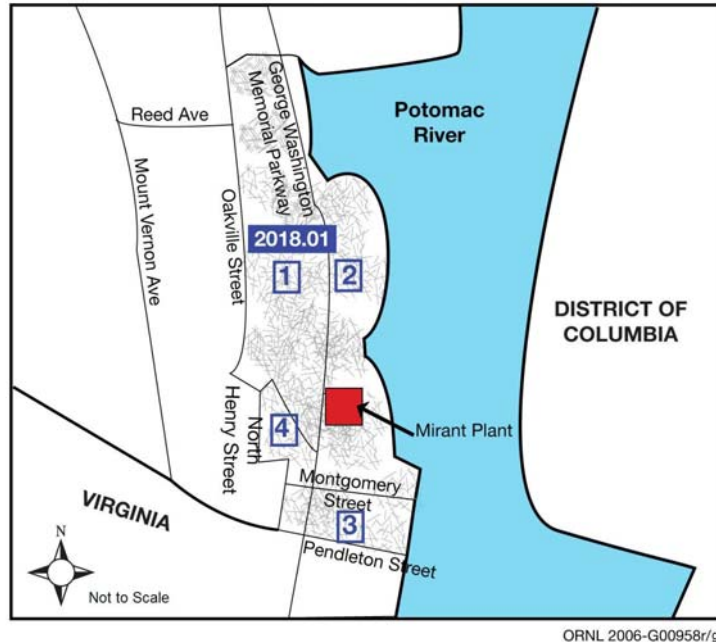 George Washington
Memorial Parkway
Potomac
River
Reed Ave
Mount Vernon Ave
Oakville Street
2018.01
1
2
DISTRICT OF
COLUMBIA
North
Henry Street
4
Mirant Plant
Montgomery
Street
3
VIRGINIA
Pendleton Street
N
Not to Scale
ORNL 2006-G00958r/g